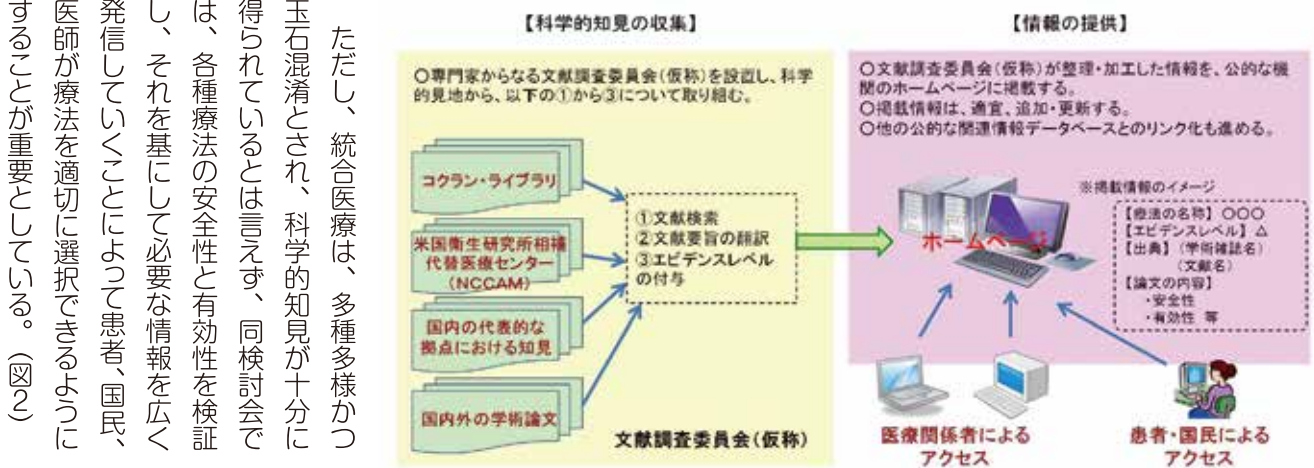 ただし、統合医療は、多種多様かつ
玉石混淆とされ、科学的知見が十分に
得られているとは言えず、同検討会で
は、各種療法の安全性と有効性を検証
し、それを基にして必要な情報を広く
発信していくことによって患者、国民、
医師が療法を適切に選択できるように
することが重要としている。（図2）
【科学的知見の収集】
○専門家からなる文献調査委員会（仮称）を設置し、科学
的見地から、以下の①から③について取り組む。
コクラン・ライブラリ
米国衛生研究所相補
代替医療センター
（NCCAM）
国内の代表的な
拠点における知見
国内外の学術論文
①文献検索
②文献要旨の翻訳
③エビデンスレベル
の付与
文献調査委員会（仮称）
【情報の提供】
○文献調査委員会（仮称）が整理・加工した情報を、公的な機
関のホームページに掲載する。
○掲載情報は、適宜、追加・更新する。
○他の公的な関連情報データベースとのリンク化も進める。
ホームページ
※掲載情報のイメージ
【療法の名称】○○○
【エビデンスレベル】△
【出典】（学術雑誌名）
（文献名）
【論文の内容】
・安全性
・有効性 等
医療関係者による
アクセス
患者・国民による
アクセス